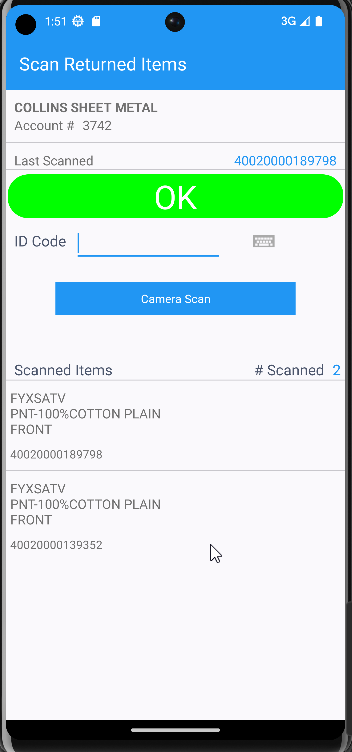 1:51
3G
Scan Returned Items
COLLINS SHEET METAL
Account # 3742
Last Scanned 40020000189798
OK
ID Code
Camera Scan
Scanned Items # Scanned 2
FYXSATV
PNT-100%COTTON PLAIN
FRONT
40020000189798
FYXSATV
PNT-100%COTTON PLAIN
FRONT
40020000139352